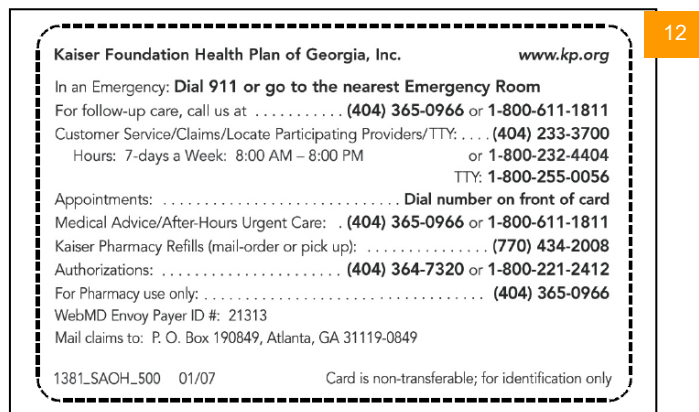 12
Kaiser Foundation Health Plan of Georgia, Inc. www.kp.org
In an Emergency: Dial 911 or go to the nearest Emergency Room
For follow-up care, call us at . . . . . . . . . . . (404) 365-0966 or 1-800-611-1811
Customer Service/Claims/Locate Participating Providers/TTY: . . . . (404) 233-3700
Hours: 7-days a Week: 8:00 AM – 8:00 PM or 1-800-232-4404
TTY: 1-800-255-0056
Appointments: . . . . . . . . . . . . . . . . . . . . . . . . . . . . . Dial number on front of card
Medical Advice/After-Hours Urgent Care: . (404) 365-0966 or 1-800-611-1811
Kaiser Pharmacy Refills (mail-order or pick up): . . . . . . . . . . . . . . . (770) 434-2008
Authorizations: . . . . . . . . . . . . . . . . . . . . . . (404) 364-7320 or 1-800-221-2412
For Pharmacy use only: . . . . . . . . . . . . . . . . . . . . . . . . . . . . . . . . . . (404) 365-0966
WebMD Envoy Payer ID #: 21313
Mail claims to: P. O. Box 190849, Atlanta, GA 31119-0849
1381_SAOH_500 01/07 Card is non-transferable; for identification only